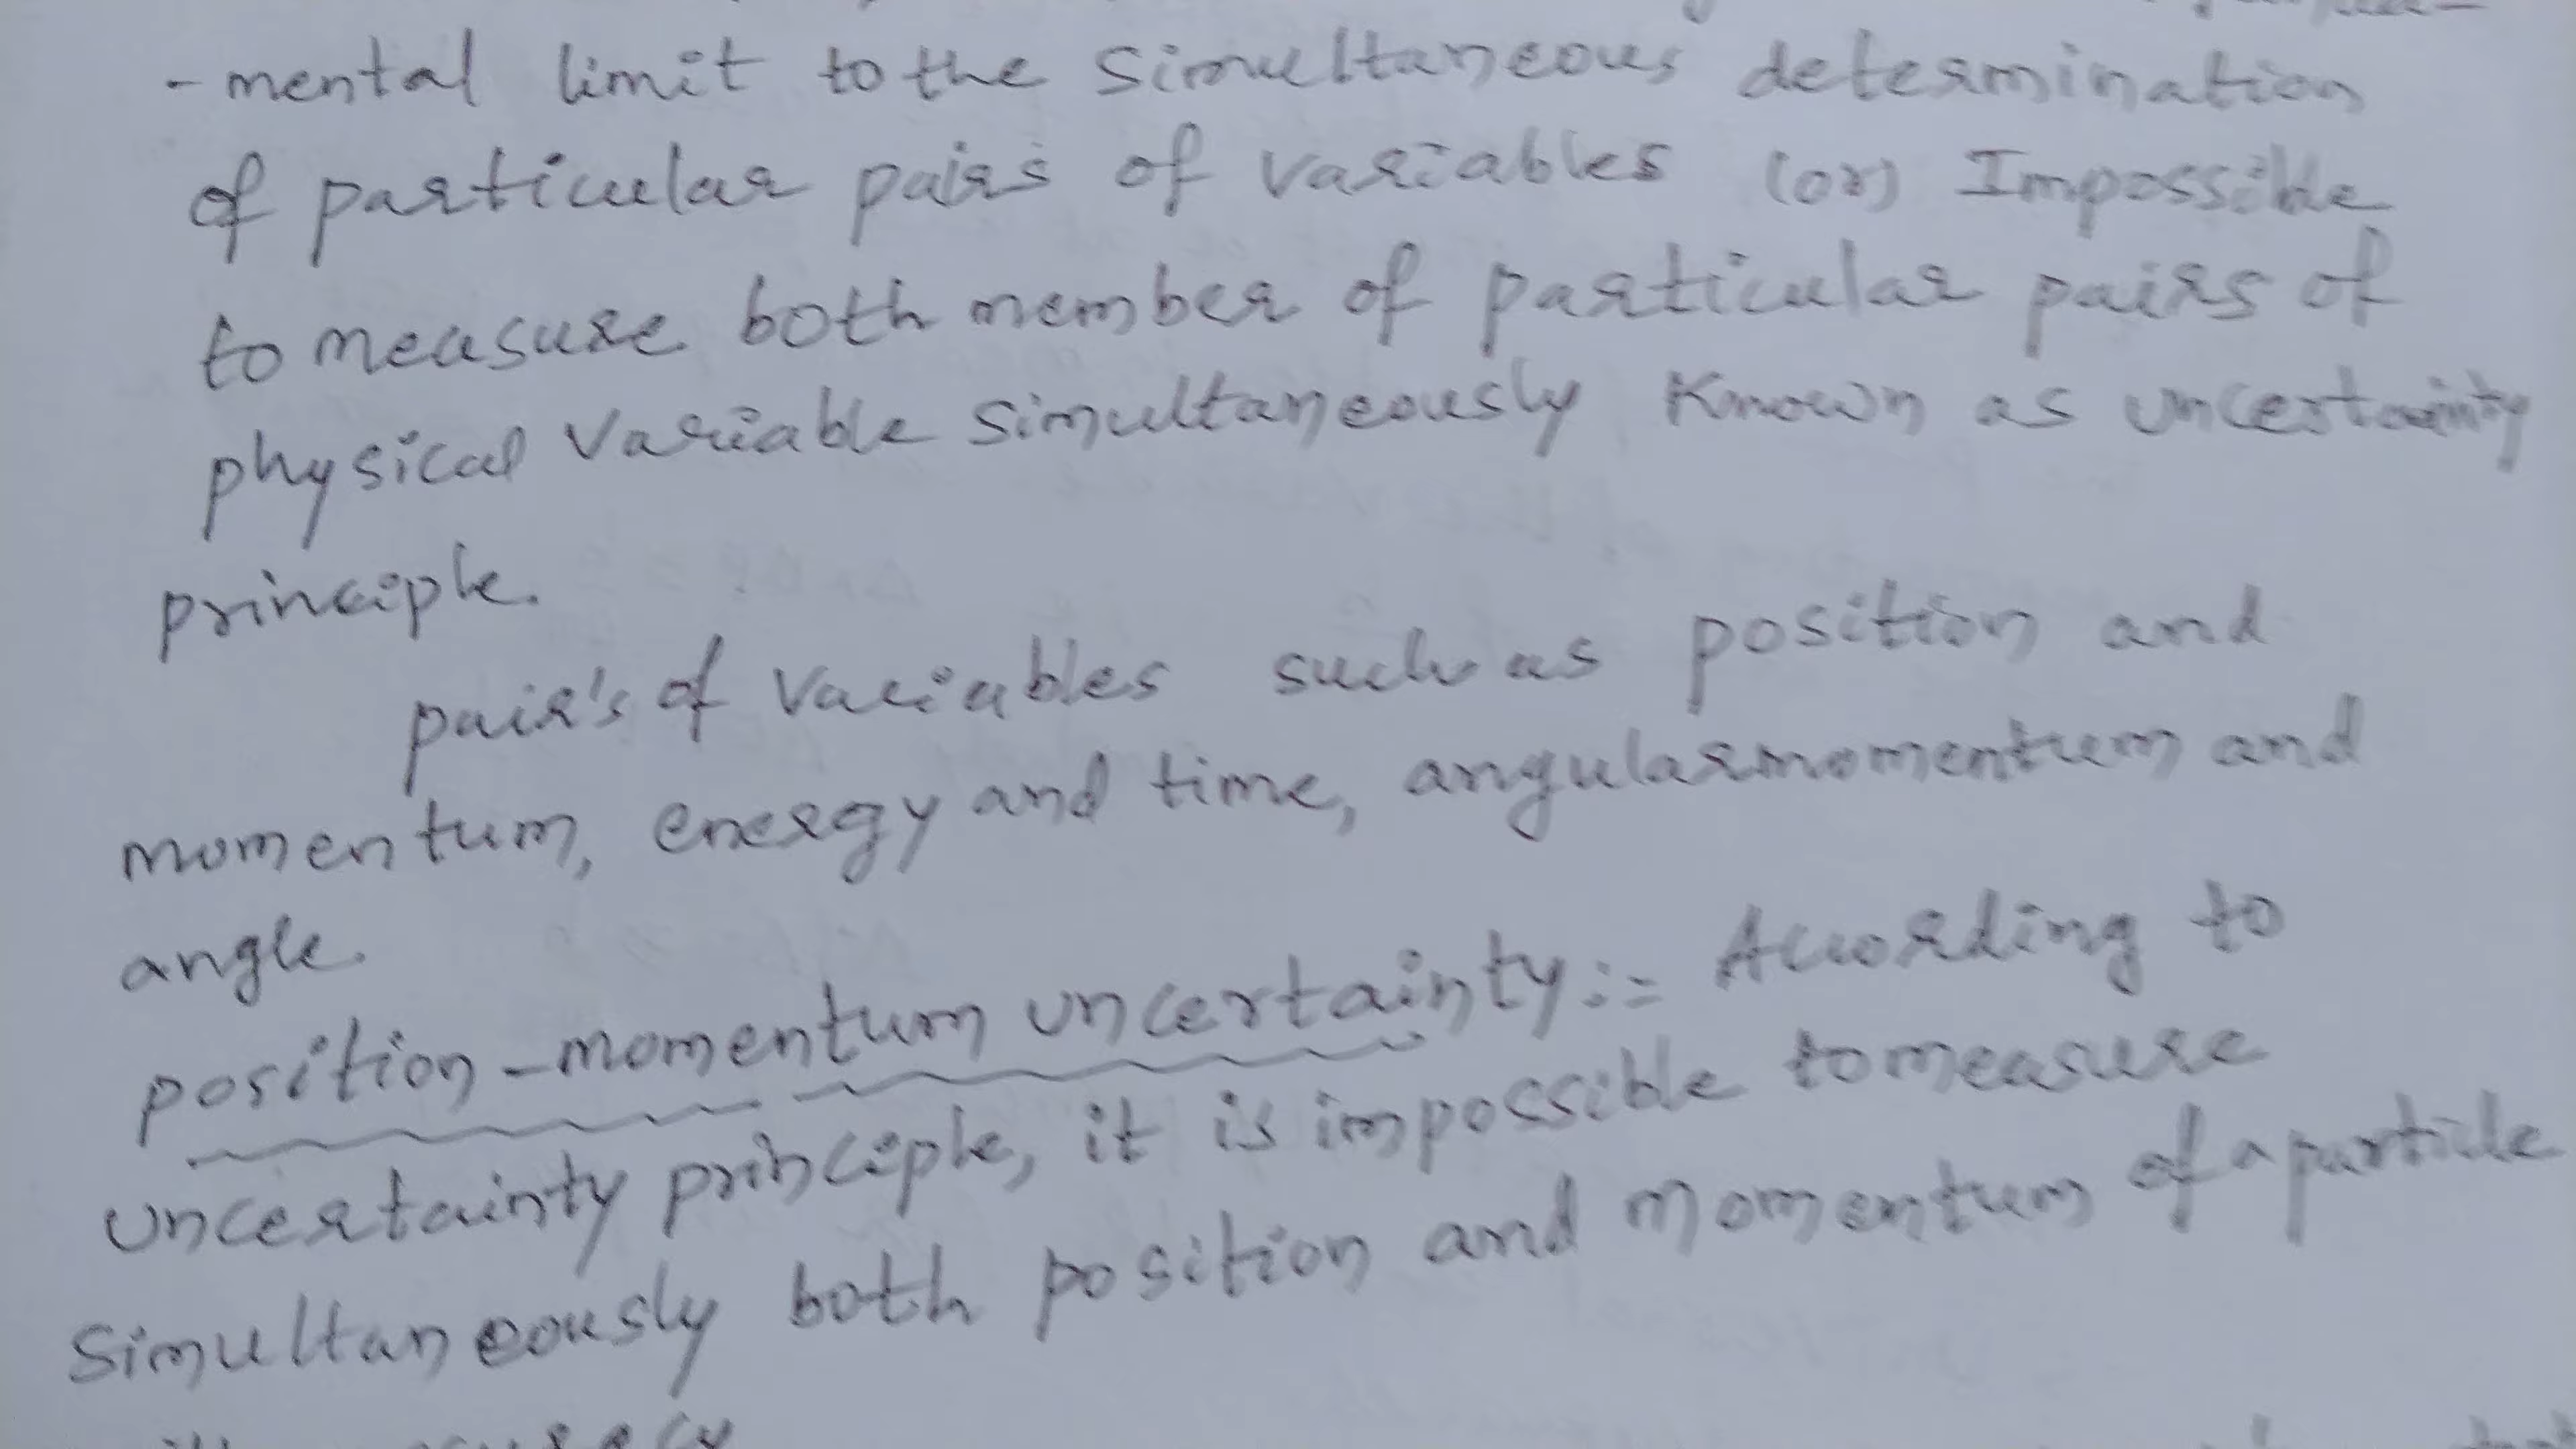 -mental limit to the simultaneous determination
of particular pairs of variables (or) Impossible
to measure both member of particular pairs of
physical variable simultaneously known as uncertainty
principle.
pair's of variables such as position and
momentum, energy and time, angularmomentum and
angle.
position-momentum uncertainty:= According to
uncertainty principle, it is impossible to measure
simultaneously both position and momentum of a particle